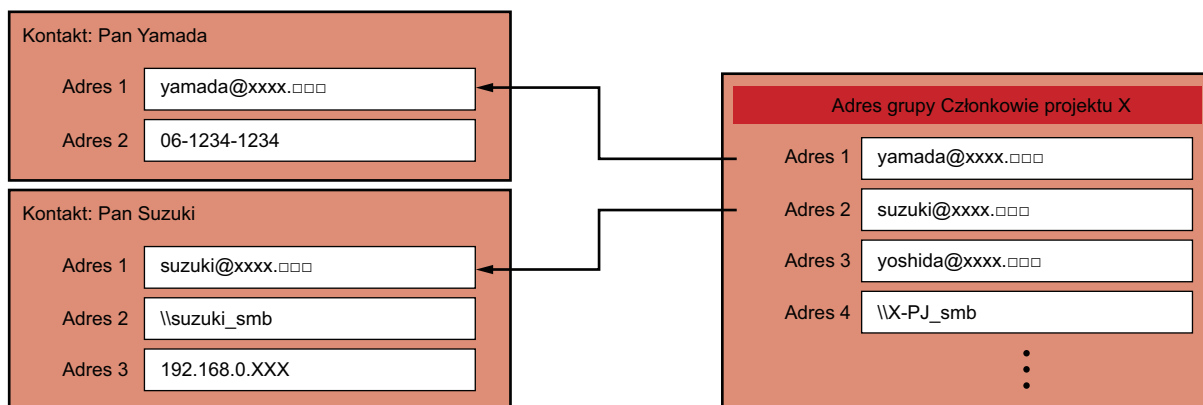 Kontakt: Pan Yamada
Adres 1 yamada@xxxx.□□□
Adres 2 06-1234-1234
Kontakt: Pan Suzuki
Adres 1 suzuki@xxxx.□□□
Adres 2 \\suzuki_smb
Adres 3 192.168.0.XXX
Adres grupy Członkowie projektu X
Adres 1 yamada@xxxx.□□□
Adres 2 suzuki@xxxx.□□□
Adres 3 yoshida@xxxx.□□□
Adres 4 \\X-PJ_smb